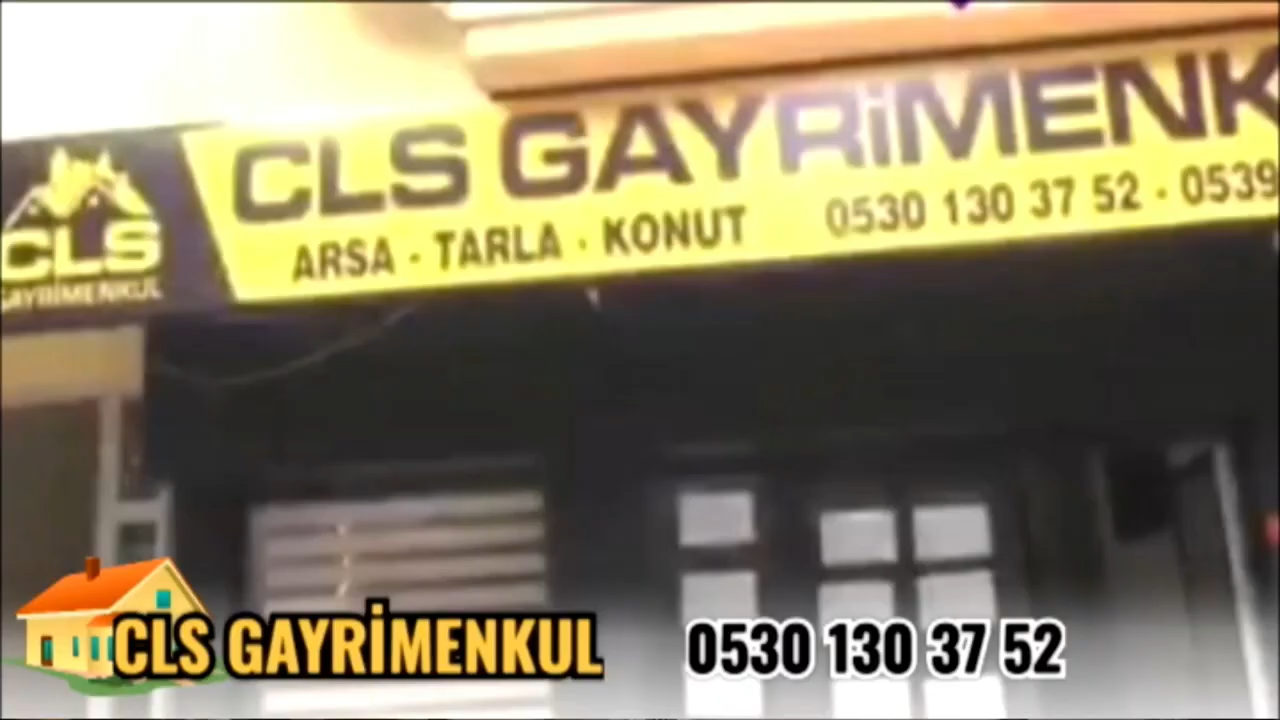 CLS GAYRiMENK
ARSA - TARLA - KONUT
0530 130 37 52 - 0539
CLS
GAYRİMENKUL
CLS GAYRİMENKUL
0530 130 37 52